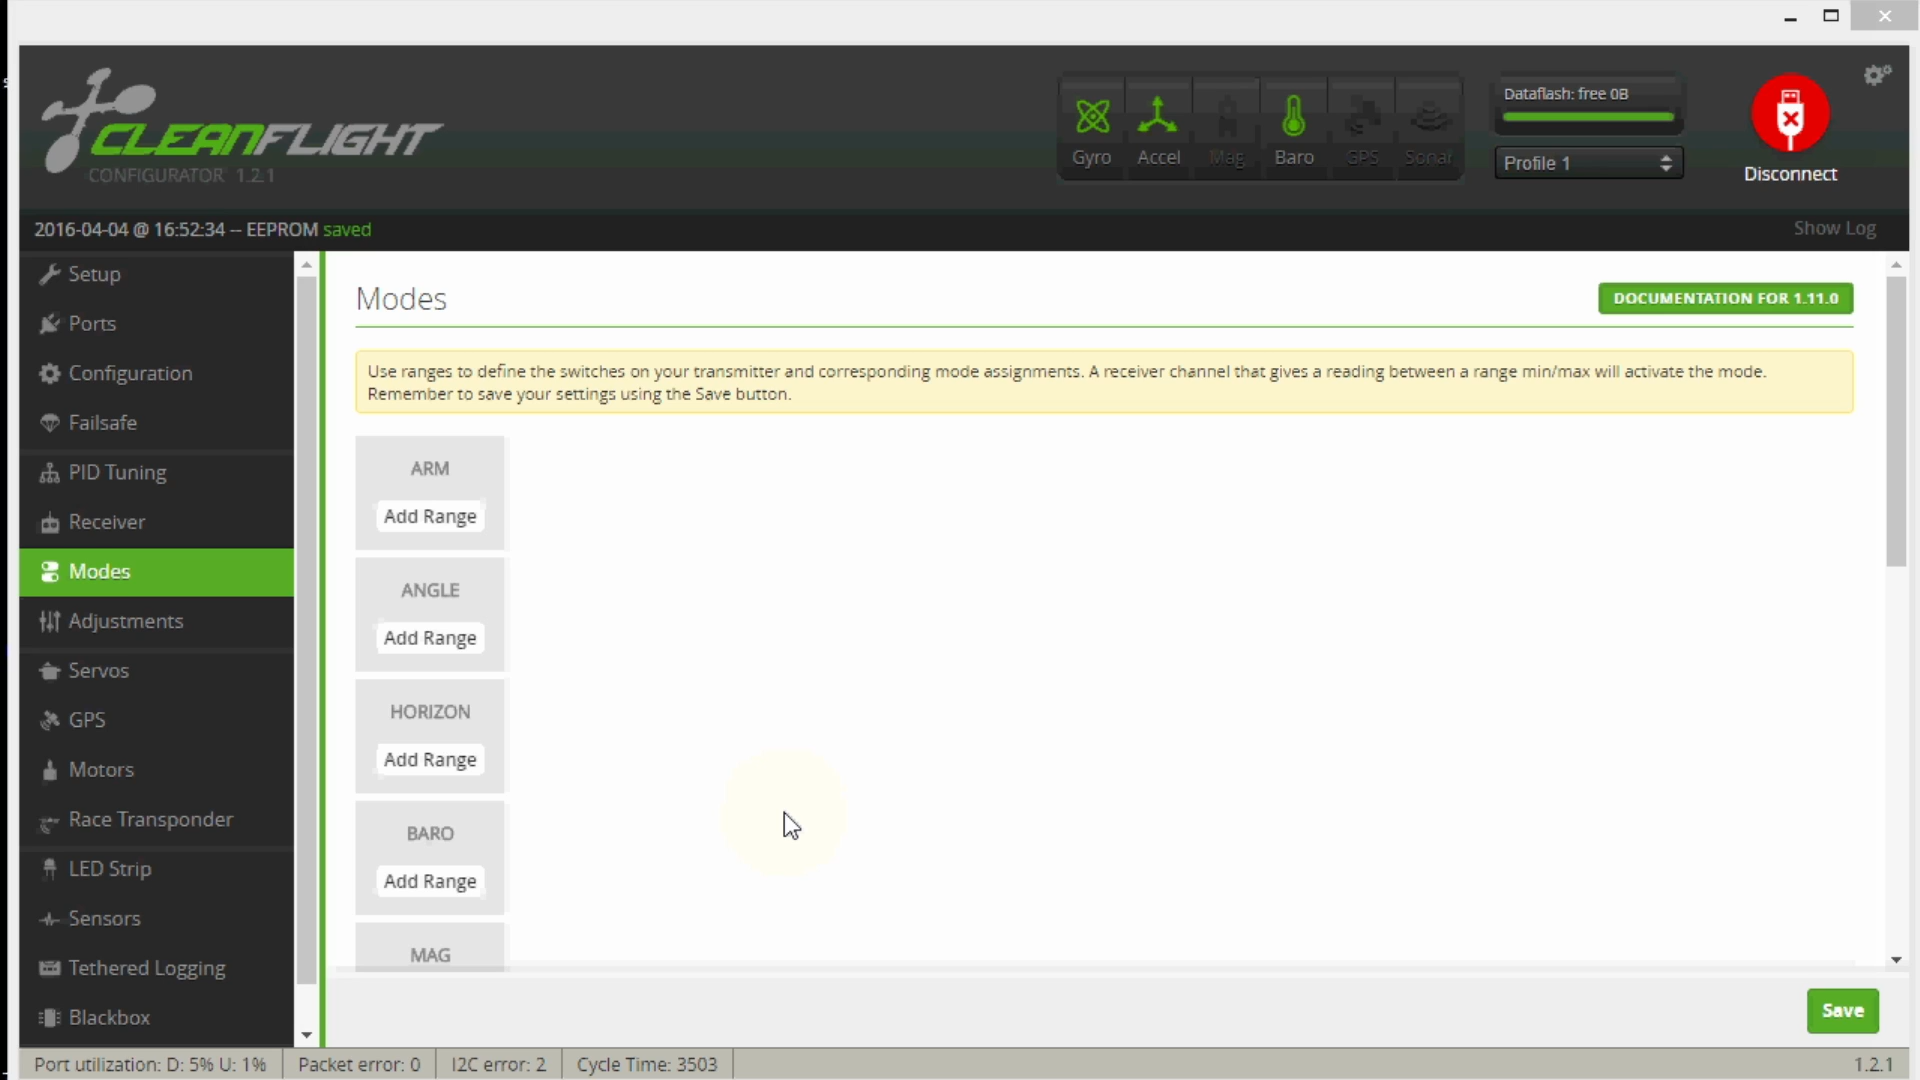 CLEANFLIGHT
CONFIGURATOR 1.2.1
Gyro
Accel
Mag
Baro
GPS
Sonar
Dataflash: free 0B
Profile 1
Disconnect
2016-04-04 @ 16:52:34 -- EEPROM saved
Show Log
Setup
Ports
Configuration
Failsafe
PID Tuning
Receiver
Modes
Adjustments
Servos
GPS
Motors
Race Transponder
LED Strip
Sensors
Tethered Logging
Blackbox
Modes
DOCUMENTATION FOR 1.11.0
Use ranges to define the switches on your transmitter and corresponding mode assignments. A receiver channel that gives a reading between a range min/max will activate the mode.
Remember to save your settings using the Save button.
ARM
Add Range
ANGLE
Add Range
HORIZON
Add Range
BARO
Add Range
MAG
Save
Port utilization: D: 5% U: 1%
Packet error: 0
I2C error: 2
Cycle Time: 3503
1.2.1